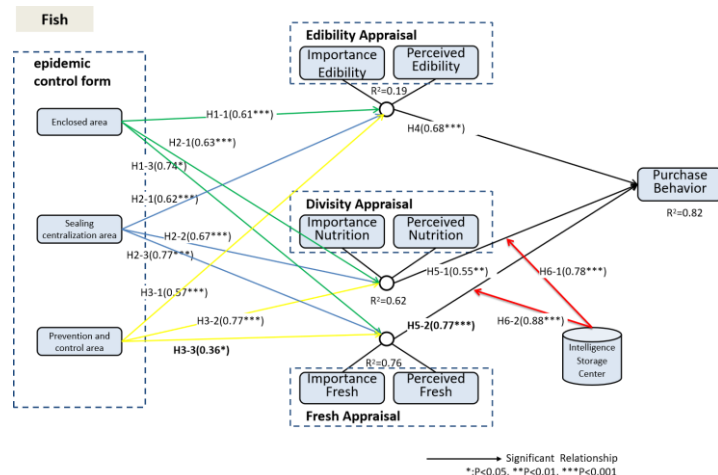 Fish
epidemic
control form
Enclosed area
Sealing
centralization area
Prevention and
control area
Edibility Appraisal
Importance
Edibility
Perceived
Edibility
R²=0.19
H1-1(0.61***)
H2-1(0.63***)
H1-3(0.74*)
H2-1(0.62***)
H2-2(0.67***)
H2-3(0.77***)
H3-1(0.57***)
H3-2(0.77***)
H3-3(0.36*)
H4(0.68***)
Divisity Appraisal
Importance
Nutrition
Perceived
Nutrition
R²=0.62
H5-1(0.55**)
H5-2(0.77***)
H6-1(0.78***)
H6-2(0.88***)
Purchase
Behavior
R²=0.82
Intelligence
Storage
Center
R²=0.76
Importance
Fresh
Perceived
Fresh
Fresh Appraisal
Significant Relationship
*:P<0.05, **P<0.01, ***P<0.001